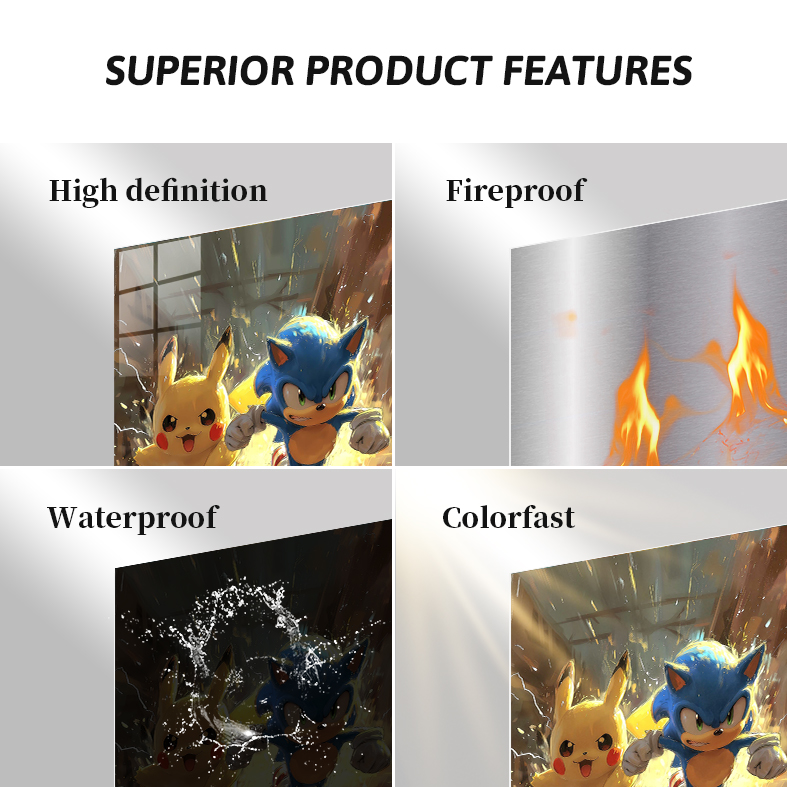 SUPERIOR PRODUCT FEATURES
High definition
Fireproof
Waterproof
Colorfast